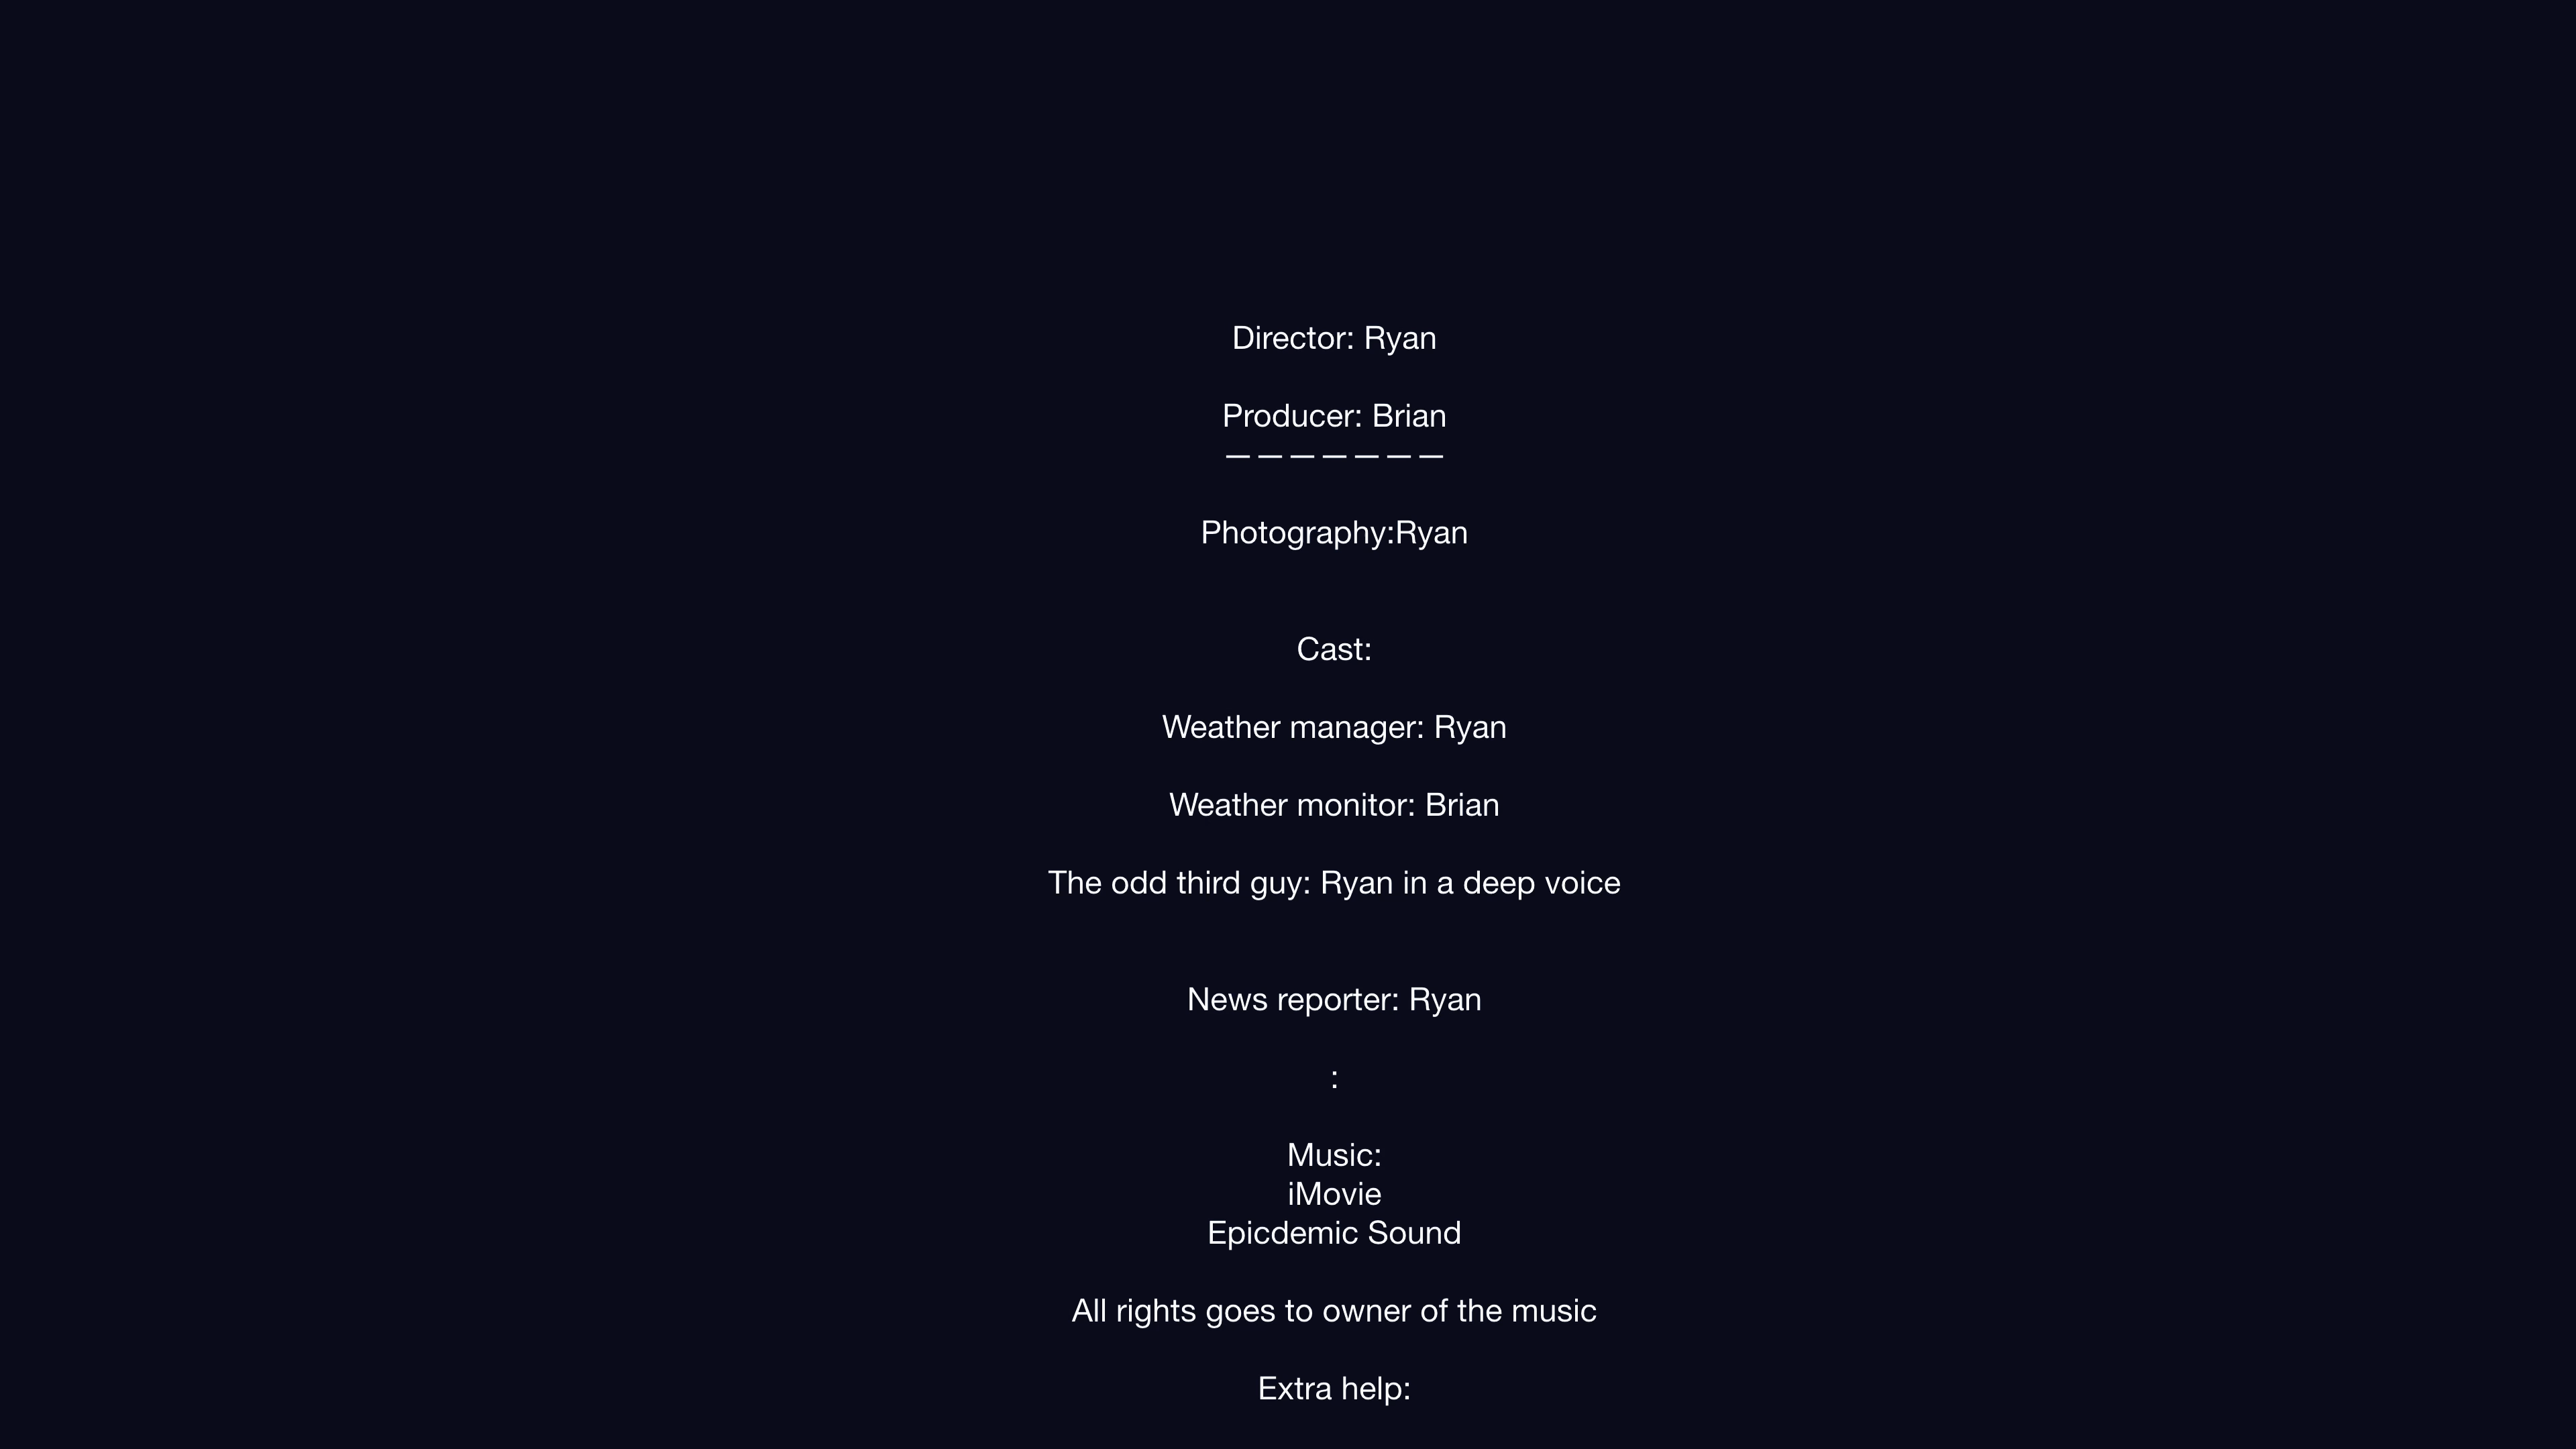 Director: Ryan
Producer: Brian
———————
Photography:Ryan
Cast:
Weather manager: Ryan
Weather monitor: Brian
The odd third guy: Ryan in a deep voice
News reporter: Ryan
:
Music:
iMovie
Epicdemic Sound
All rights goes to owner of the music
Extra help: